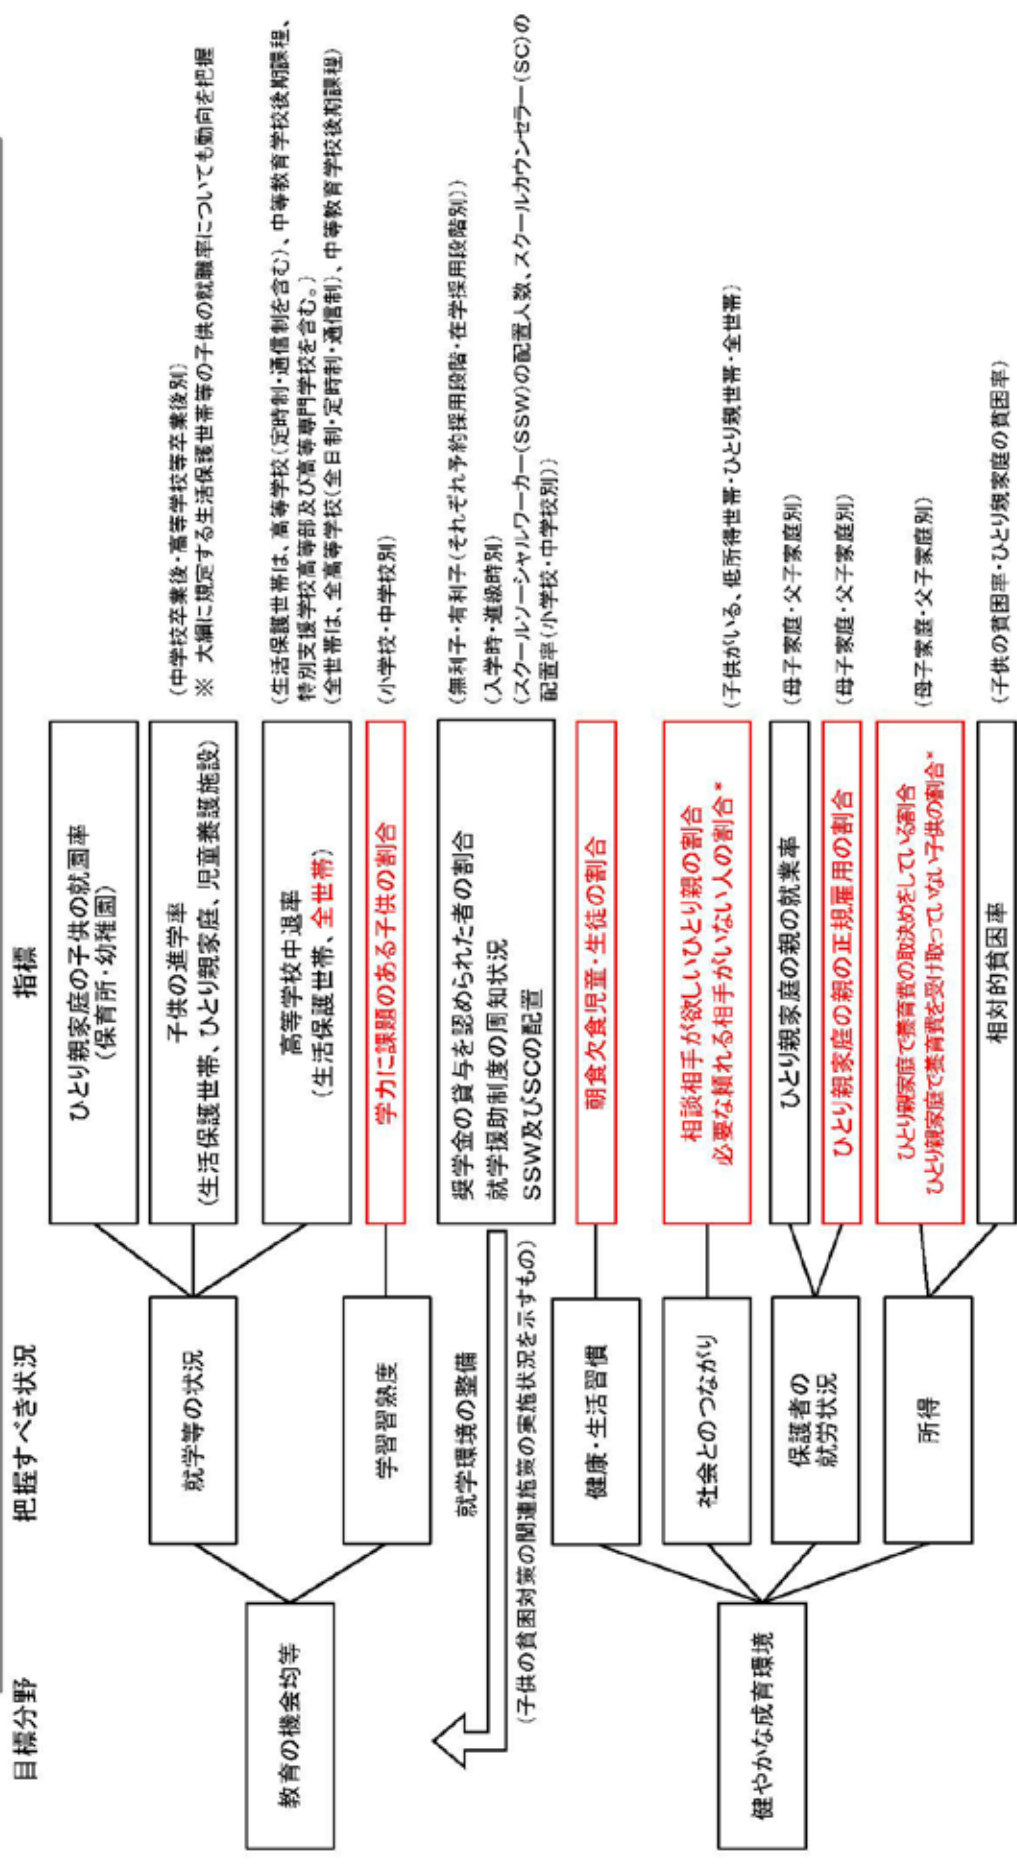 目標分野
把握すべき状況
指標
教育の機会均等
就学等の状況
ひとり親家庭の子供の就園率
(保育所・幼稚園)
子供の進学率
(生活保護世帯、ひとり親家庭、児童養護施設)
(中学校卒業後・高等学校等卒業後別)
※ 大綱に規定する生活保護世帯等の子供の就職率についても動向を把握
高等学校中退率
(生活保護世帯、全世帯)
(生活保護世帯は、高等学校(定時制・通信制を含む)、中等教育学校後期課程、
特別支援学校高等部及び高等専門学校を含む。)
(全世帯は、全高等学校(全日制・定時制・通信制)、中等教育学校後期課程)
学習習熟度
学力に課題のある子供の割合
(小学校・中学校別)
就学環境の整備
(子供の貧困対策の関連施策の実施状況を示すもの)
奨学金の貸与を認められた者の割合
就学援助制度の周知状況
SSW及びSCの配置
(無利子・有利子(それぞれ予約採用段階・在学採用段階別))
(入学時・進級時別)
(スクールソーシャルワーカー(SSW)の配置人数、スクールカウンセラー(SC)の
配置率(小学校・中学校別))
健やかな成育環境
健康・生活習慣
朝食欠食児童・生徒の割合
社会とのつながり
相談相手が欲しいひとり親の割合
必要な頼れる相手がいない人の割合*
(子供がいる、低所得世帯・ひとり親世帯・全世帯)
保護者の
就労状況
ひとり親家庭の親の就業率
(母子家庭・父子家庭別)
ひとり親家庭の親の正規雇用の割合
(母子家庭・父子家庭別)
所得
ひとり親家庭で養育費の取決めをしている割合
ひとり親家庭で養育費を受け取っていない子供の割合*
(母子家庭・父子家庭別)
相対的貧困率
(子供の貧困率・ひとり親家庭の貧困率)